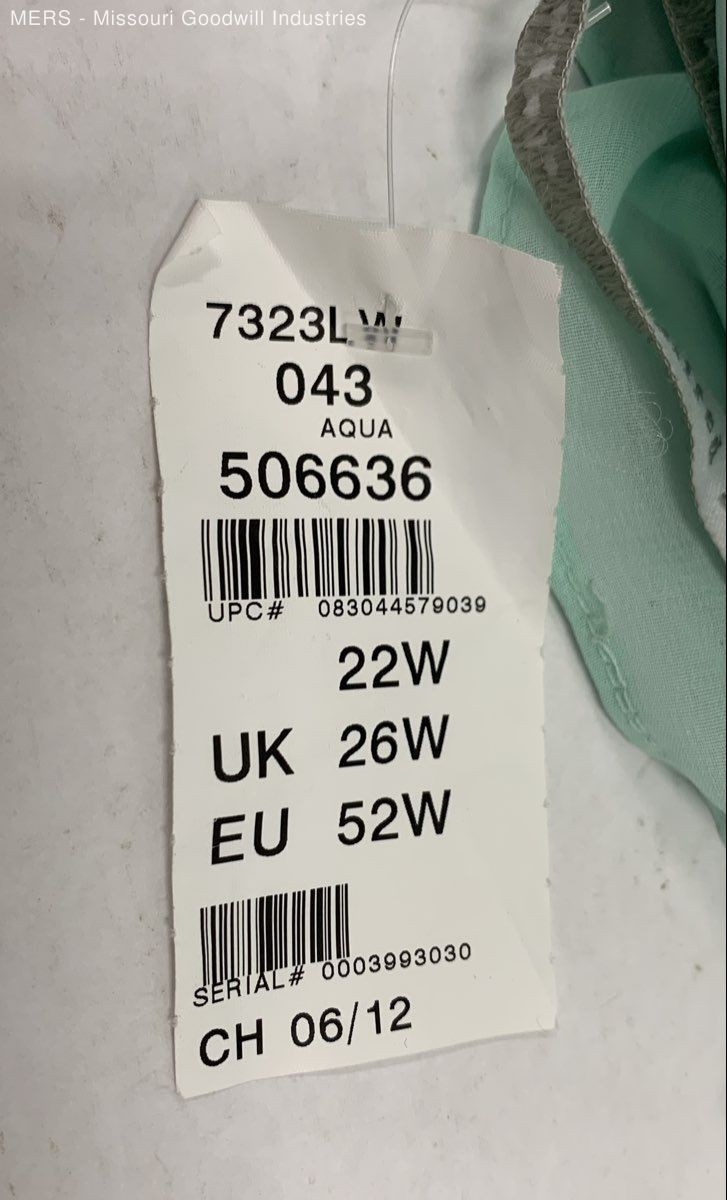 MERS - Missouri Goodwill Industries
7323LW
043
AQUA
506636
UPC# 083044579039
22W
UK 26W
EU 52W
SERIAL# 0003993030
CH 06/12